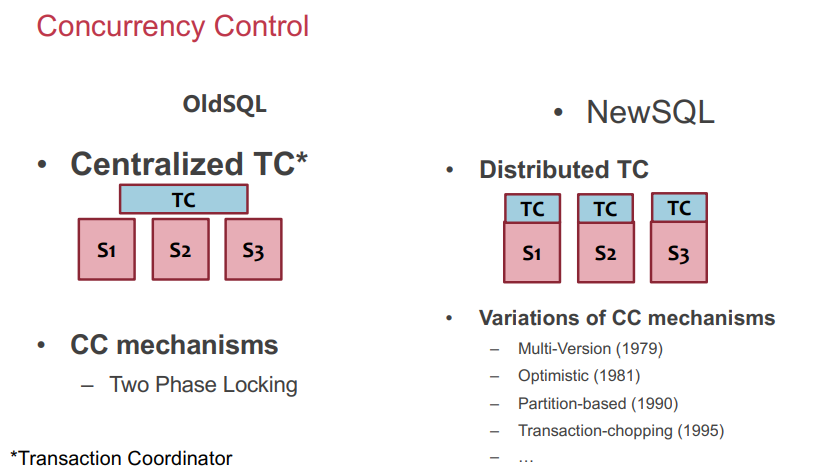 Concurrency Control
OldSQL
• Centralized TC*
TC
S1 S2 S3
• CC mechanisms
– Two Phase Locking
*Transaction Coordinator
• NewSQL
• Distributed TC
TC TC TC
S1 S2 S3
• Variations of CC mechanisms
– Multi-Version (1979)
– Optimistic (1981)
– Partition-based (1990)
– Transaction-chopping (1995)
– …